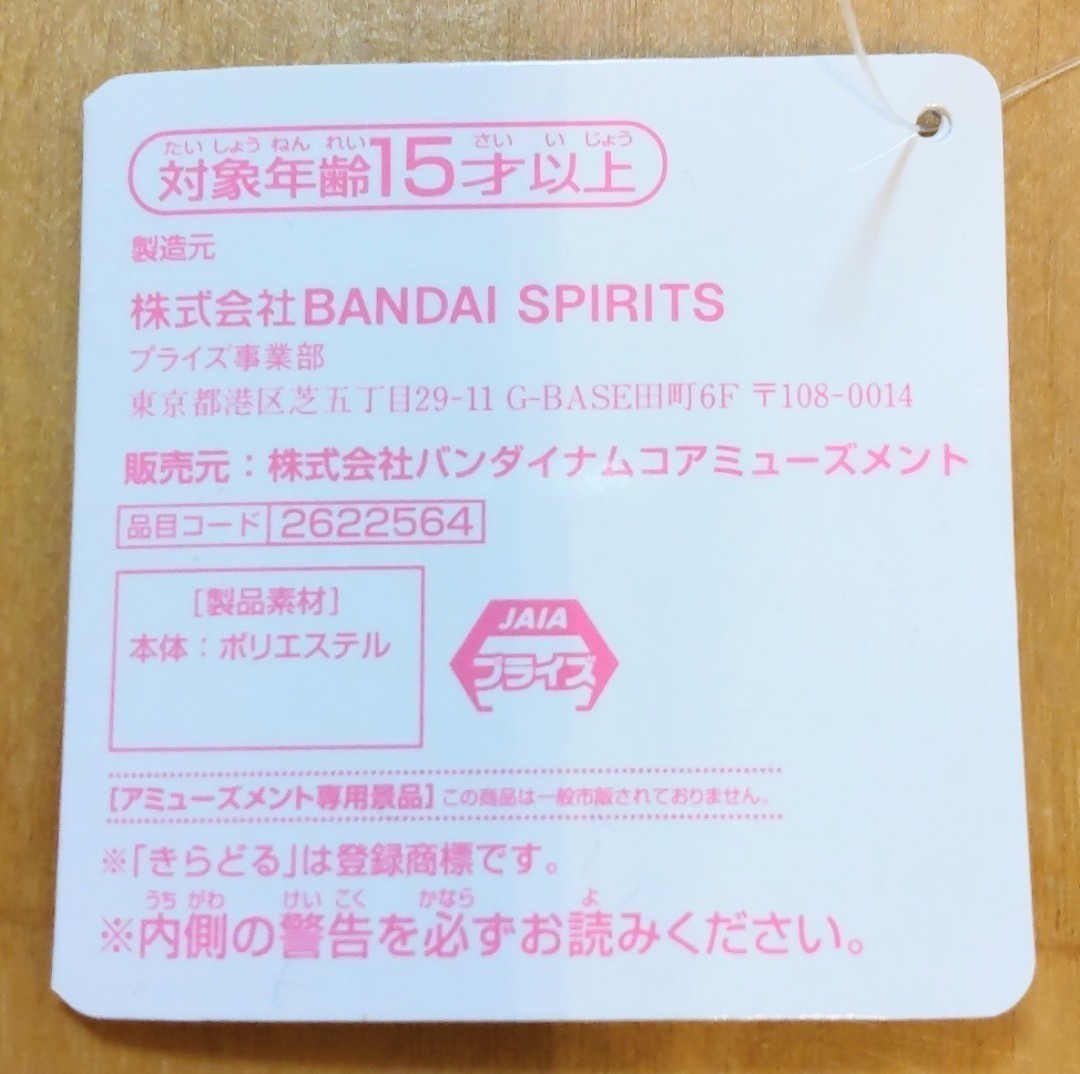 たいしょうねんれい さいいじょう
対象年齢15才以上
製造元
株式会社BANDAI SPIRITS
プライズ事業部
東京都港区芝五丁目29-11 G-BASE田町6F 〒108-0014
販売元：株式会社バンダイナムコアミューズメント
品目コード 2622564
［製品素材］
本体：ポリエステル
JAIA
プライズ
［アミューズメント専用景品］この商品は一般市販されておりません。
※「きらどる」は登録商標です。
うちがわ けいこく かなら よ
※内側の警告を必ずお読みください。